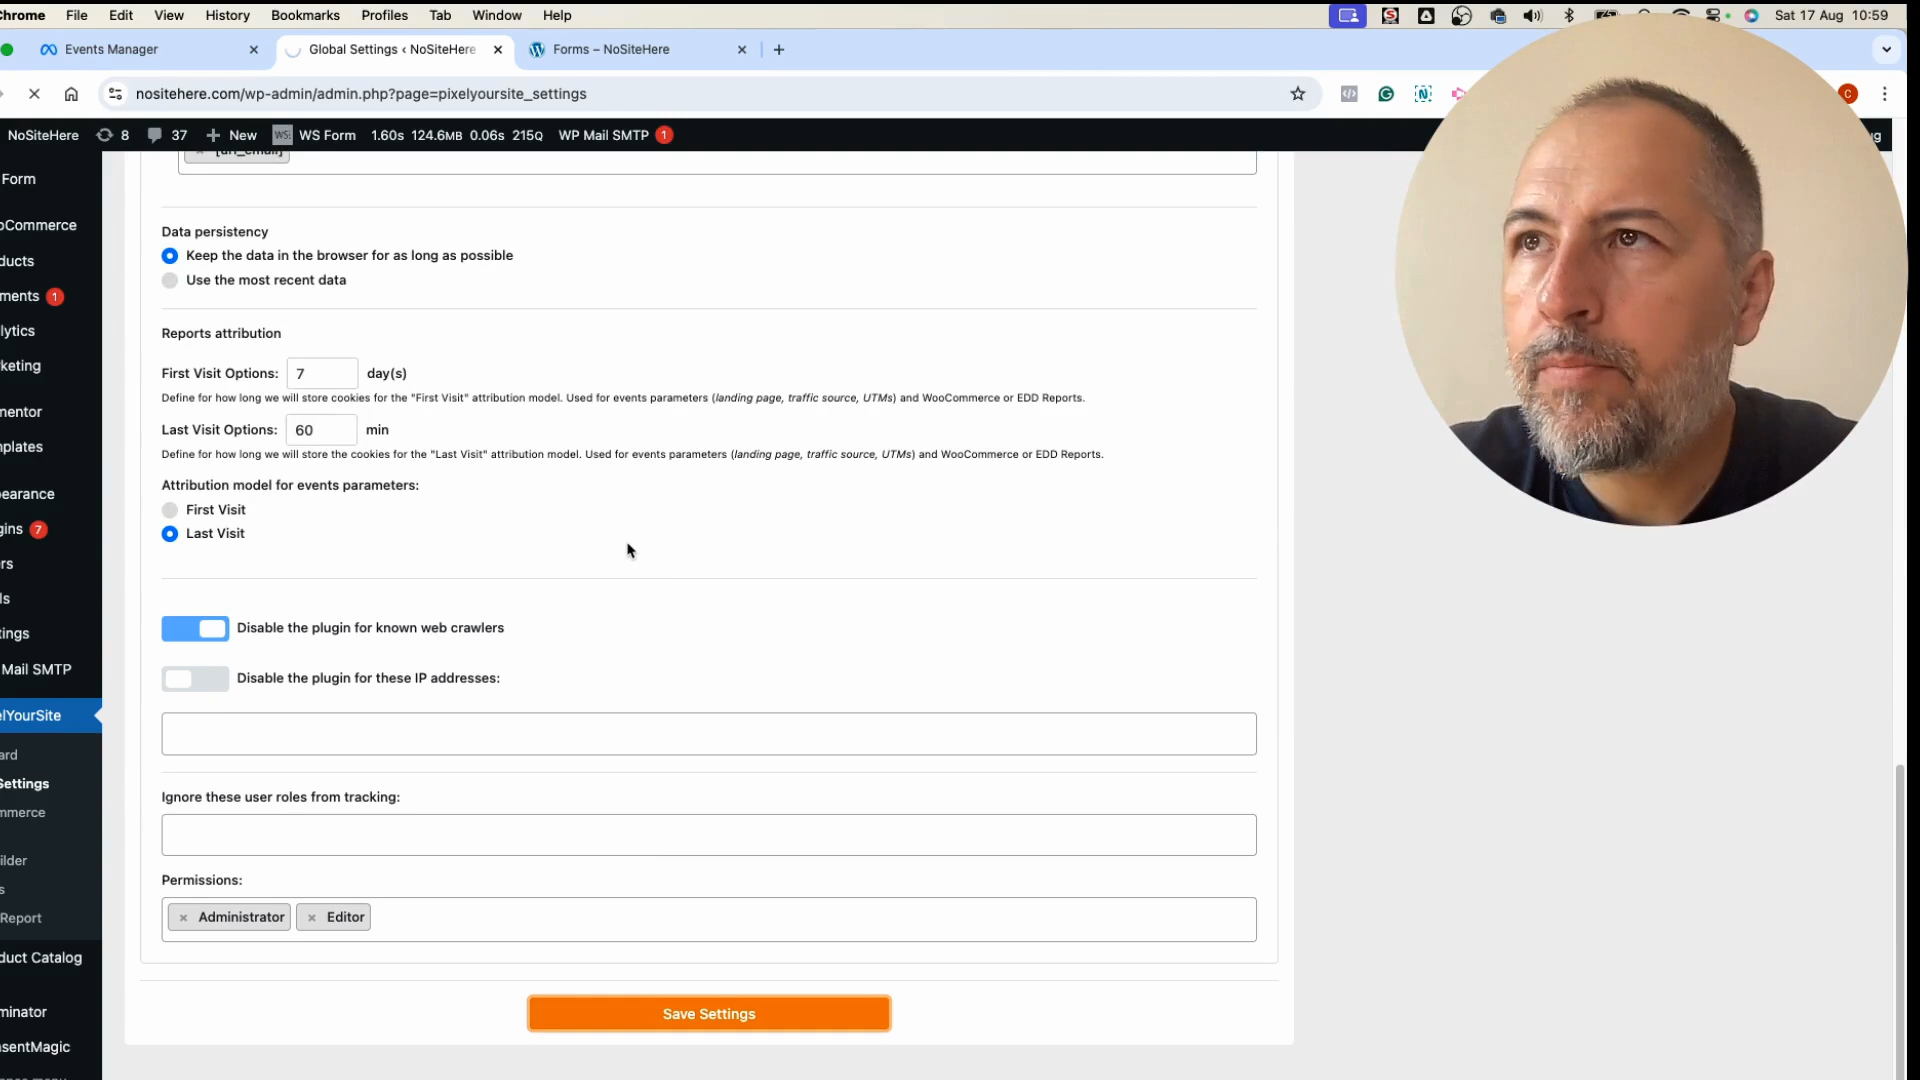 Chrome File Edit View History Bookmarks Profiles Tab Window Help Sat 17 Aug 10:59
Events Manager Global Settings ‹ NoSiteHere Forms – NoSiteHere
nositehere.com/wp-admin/admin.php?page=pixelyoursite_settings
C
NoSiteHere 8 37 New WS Form 1.60s 124.6MB 0.06s 215Q WP Mail SMTP 1
Form
oCommerce
ducts
ments 1
lytics
keting
mentor
mplates
earance
gins 7
rs
ls
tings
Mail SMTP
elYourSite
ard
Settings
mmerce
ilder
s
Report
duct Catalog
minator
sentMagic
[url_email]
Data persistency
Keep the data in the browser for as long as possible
Use the most recent data
Reports attribution
First Visit Options: 7 day(s)
Define for how long we will store cookies for the "First Visit" attribution model. Used for events parameters (landing page, traffic source, UTMs) and WooCommerce or EDD Reports.
Last Visit Options: 60 min
Define for how long we will store the cookies for the "Last Visit" attribution model. Used for events parameters (landing page, traffic source, UTMs) and WooCommerce or EDD Reports.
Attribution model for events parameters:
First Visit
Last Visit
Disable the plugin for known web crawlers
Disable the plugin for these IP addresses:
Ignore these user roles from tracking:
Permissions:
× Administrator × Editor
Save Settings